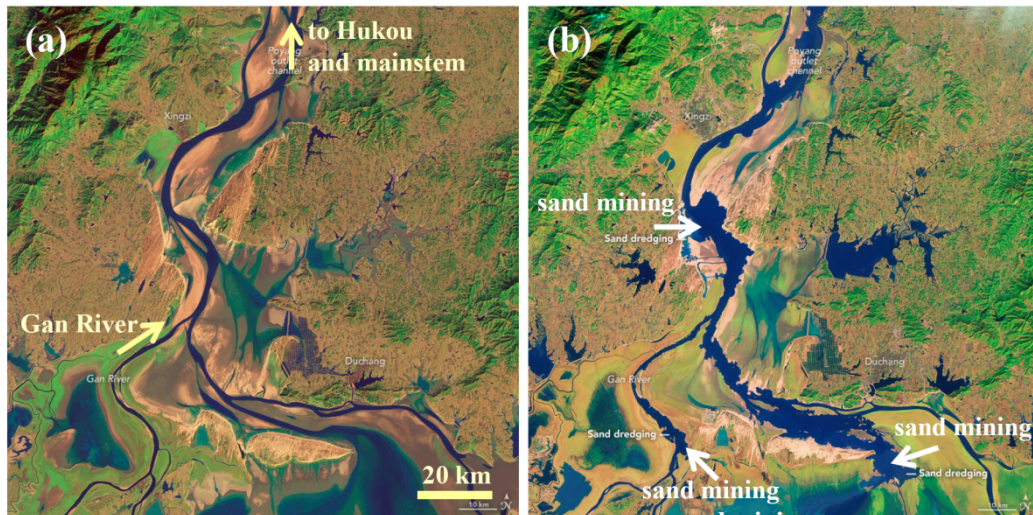 (a)
to Hukou
and mainstem
Poyang
outlet
channel
Xingzi
Gan River
Gan River
Duchang
20 km
10 km
N
(b)
Poyang
outlet
channel
Xingzi
sand mining
Sand dredging
Duchang
Gan River
Sand dredging
sand mining
sand mining
Sand dredging
10 km
N